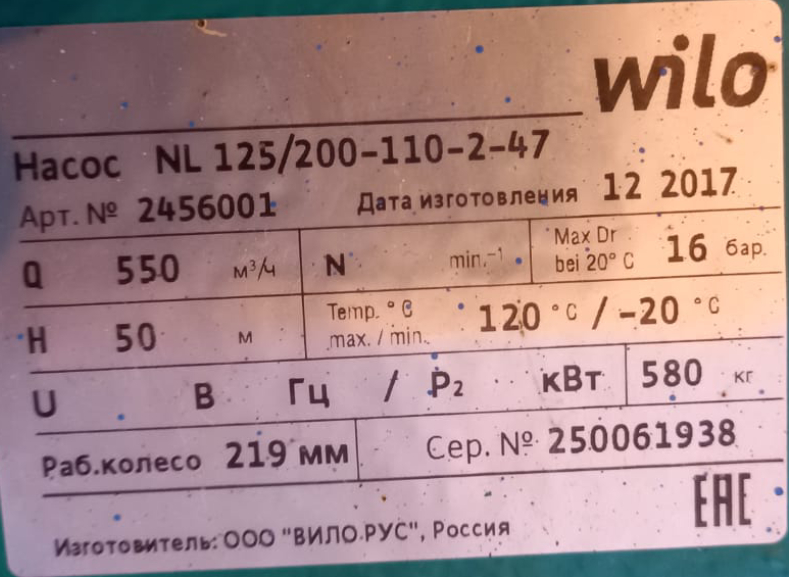 wilo
Насос NL 125/200-110-2-47
Арт. № 2456001 Дата изготовления 12 2017
Q 550 м³/ч N min.⁻¹ Max Dr bei 20° C 16 бар.
H 50 м Temp. ° C max. / min. 120 °C / -20 °C
U В Гц / P₂ кВт 580 кг
Раб.колесо 219 мм Сер. № 250061938
EAC
Изготовитель: ООО "ВИЛО РУС", Россия